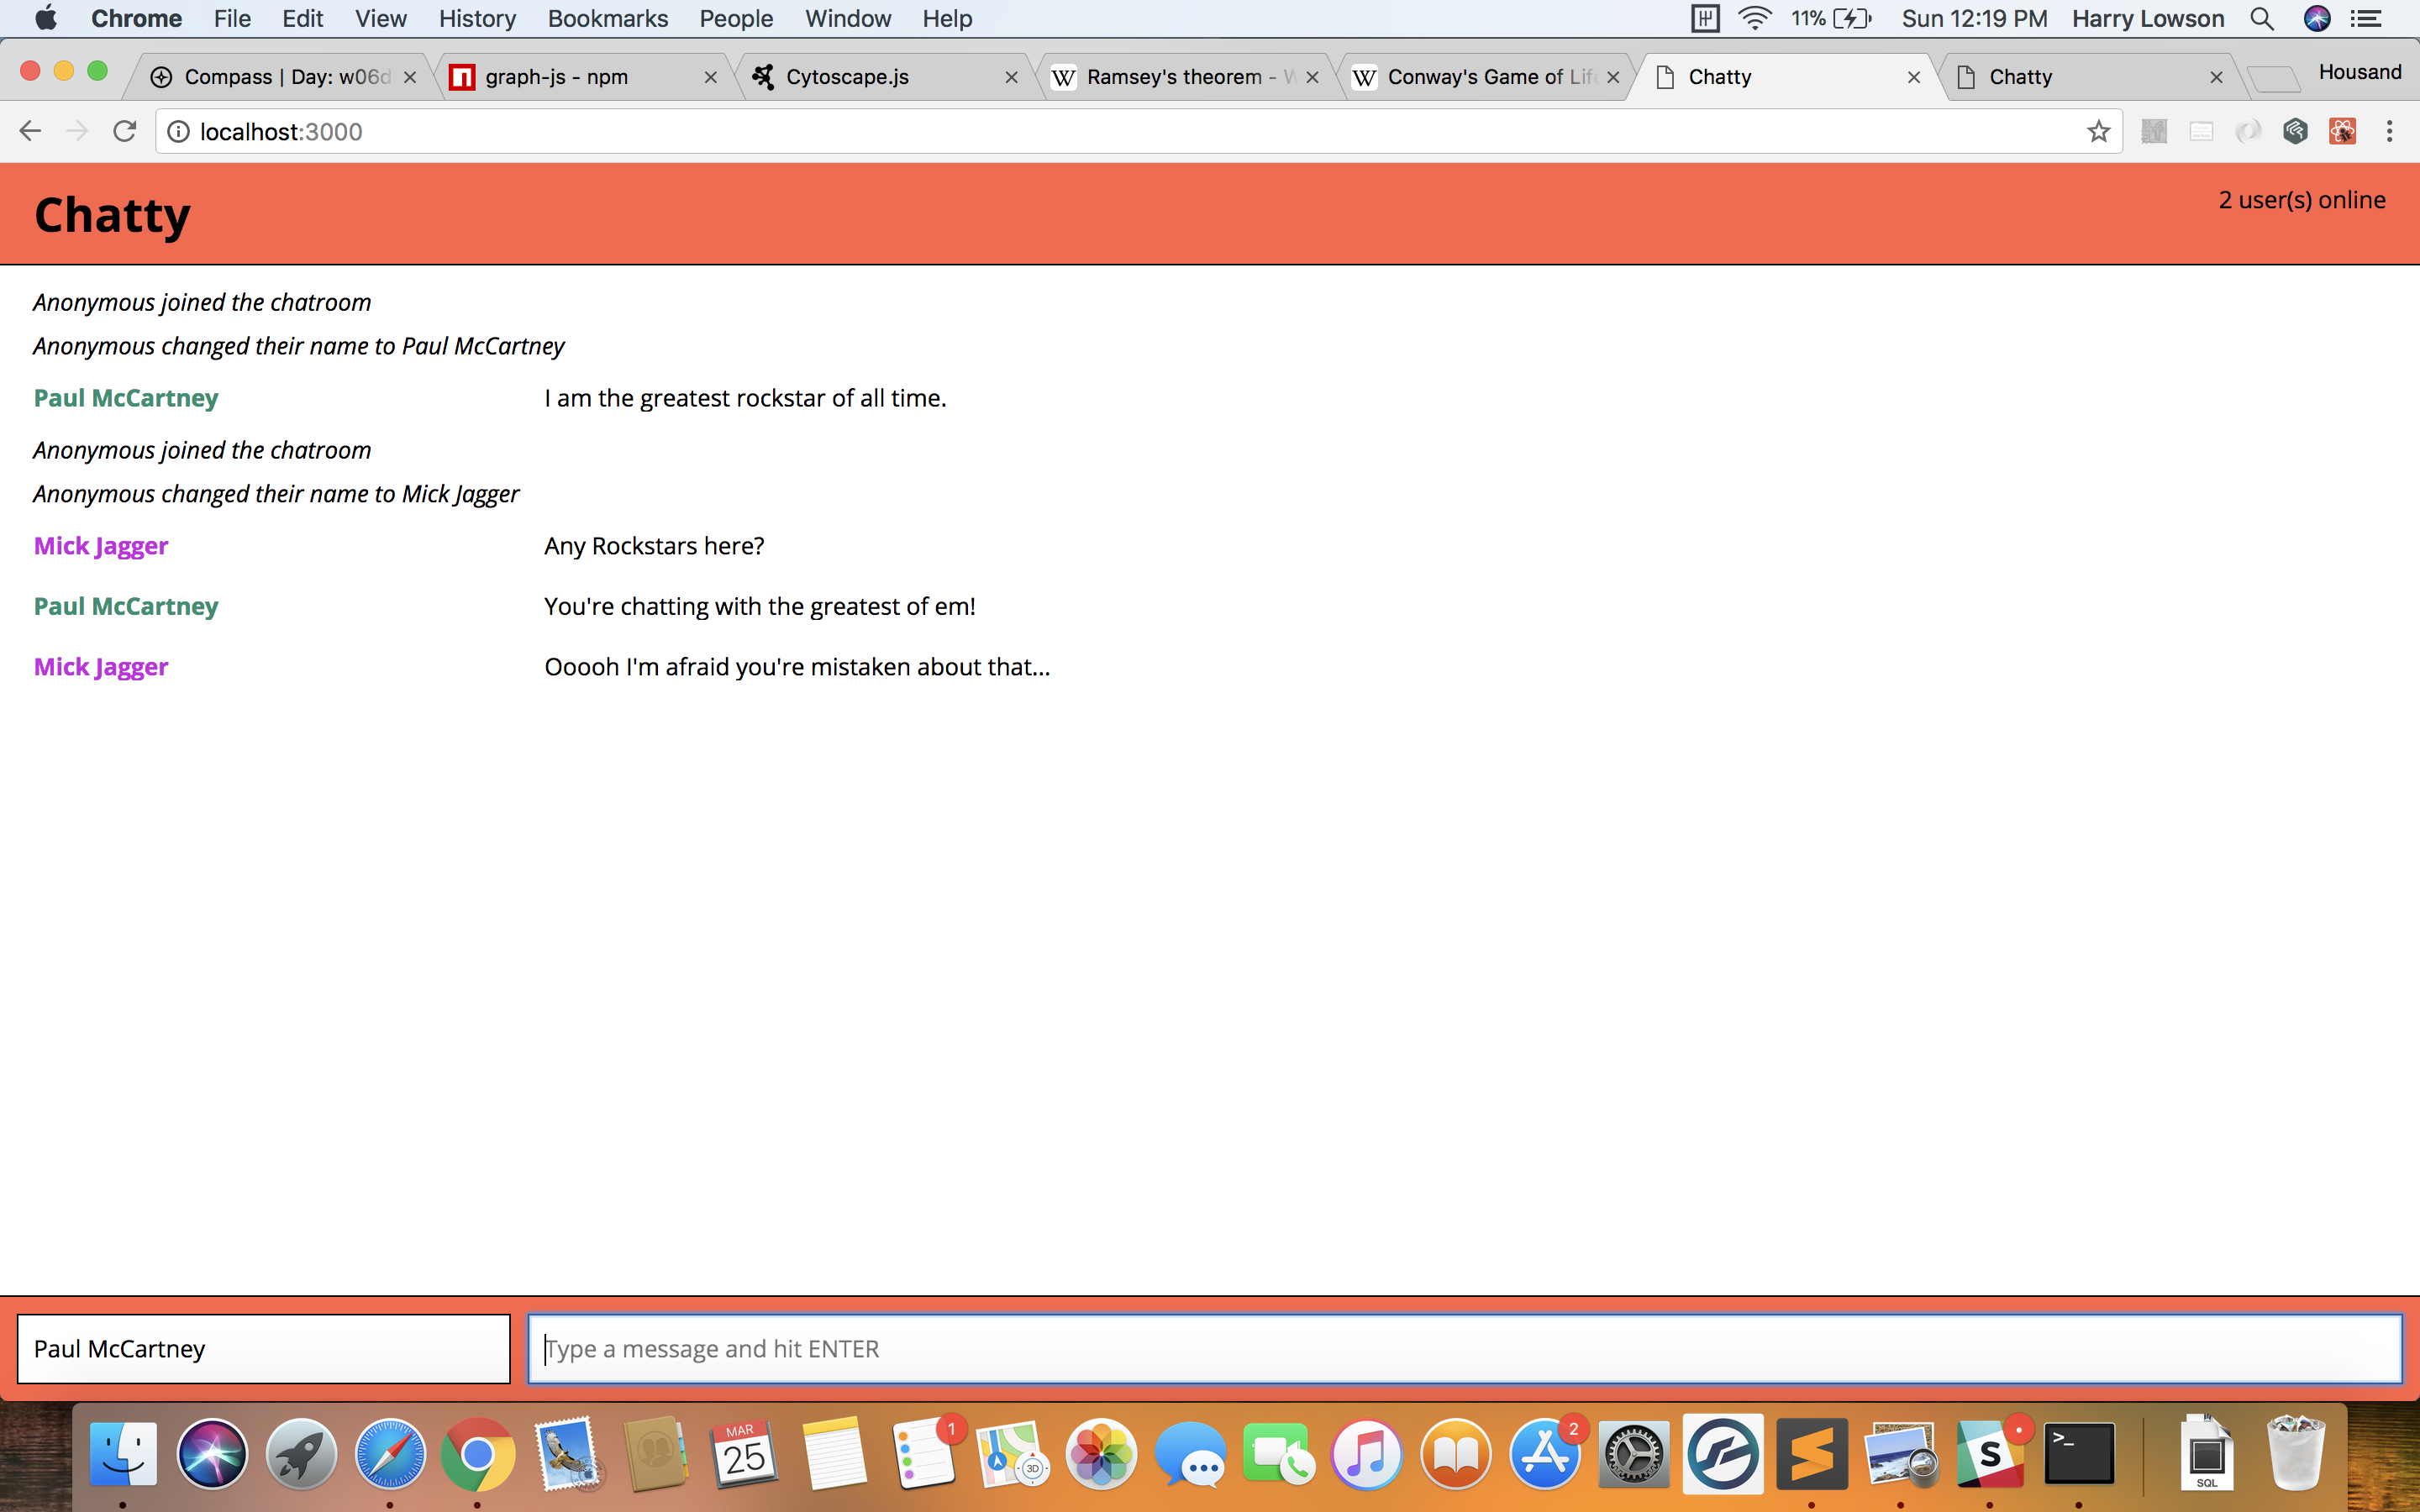 Chrome File Edit View History Bookmarks People Window Help 11% Sun 12:19 PM Harry Lowson
Compass | Day: w06d graph-js - npm Cytoscape.js Ramsey's theorem - W Conway's Game of Life Chatty Chatty Housand
localhost:3000
Chatty 2 user(s) online
Anonymous joined the chatroom
Anonymous changed their name to Paul McCartney
Paul McCartney I am the greatest rockstar of all time.
Anonymous joined the chatroom
Anonymous changed their name to Mick Jagger
Mick Jagger Any Rockstars here?
Paul McCartney You're chatting with the greatest of em!
Mick Jagger Ooooh I'm afraid you're mistaken about that...
Paul McCartney Type a message and hit ENTER
MAR
25
1
3D
2
S
>_
SQL